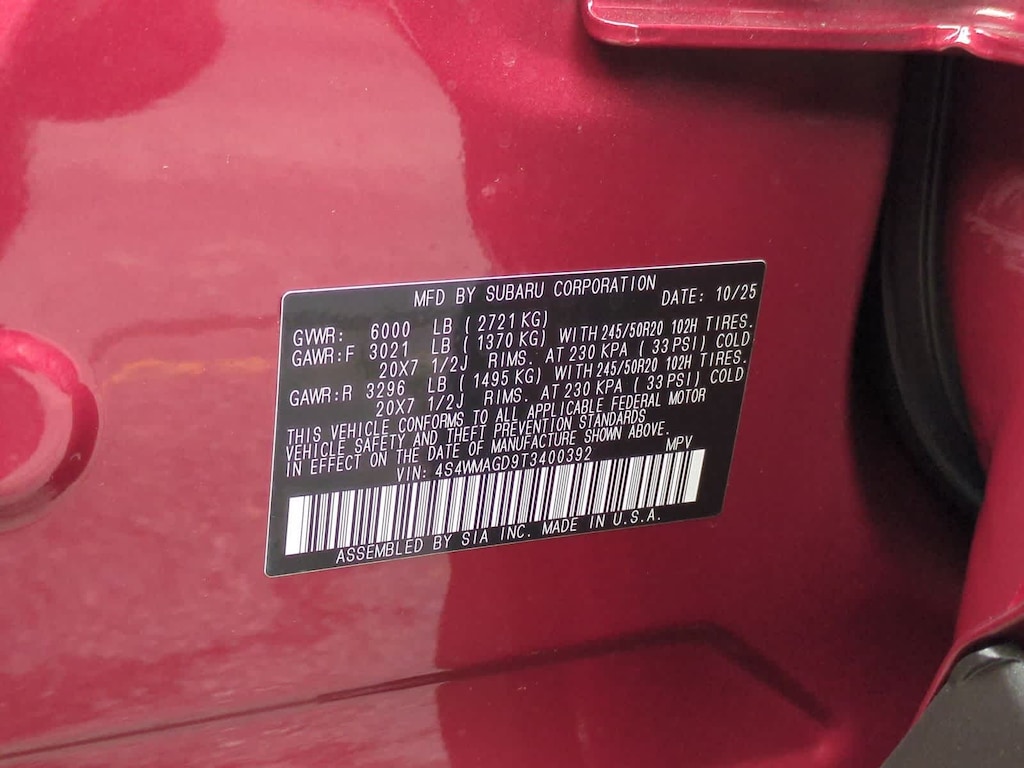 MFD BY SUBARU CORPORATION DATE: 10/25
GVWR: 6000 LB ( 2721 KG)
GAWR:F 3021 LB ( 1370 KG) WITH 245/50R20 102H TIRES.
20X7 1/2J RIMS. AT 230 KPA ( 33 PSI) COLD
GAWR:R 3296 LB ( 1495 KG) WITH 245/50R20 102H TIRES.
20X7 1/2J RIMS. AT 230 KPA ( 33 PSI) COLD
THIS VEHICLE CONFORMS TO ALL APPLICABLE FEDERAL MOTOR
VEHICLE SAFETY AND THEFT PREVENTION STANDARDS
IN EFFECT ON THE DATE OF MANUFACTURE SHOWN ABOVE.
VIN: 4S4WMAGD9T3400392 MPV
ASSEMBLED BY SIA INC. MADE IN U.S.A.